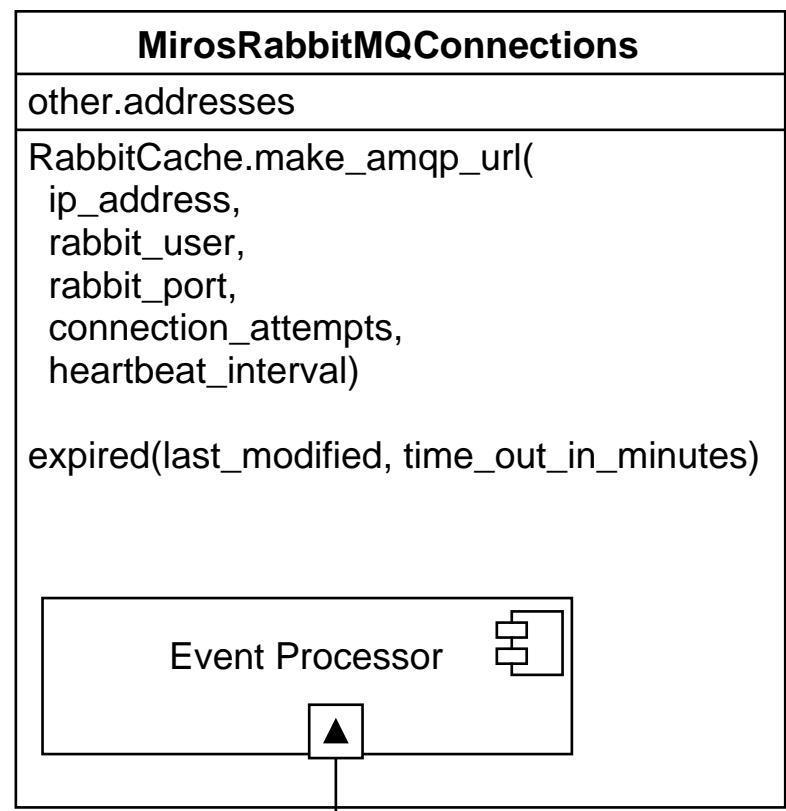 MirosRabbitMQConnections
other.addresses
RabbitCache.make_amqp_url(
ip_address,
rabbit_user,
rabbit_port,
connection_attempts,
heartbeat_interval)
expired(last_modified, time_out_in_minutes)
Event Processor